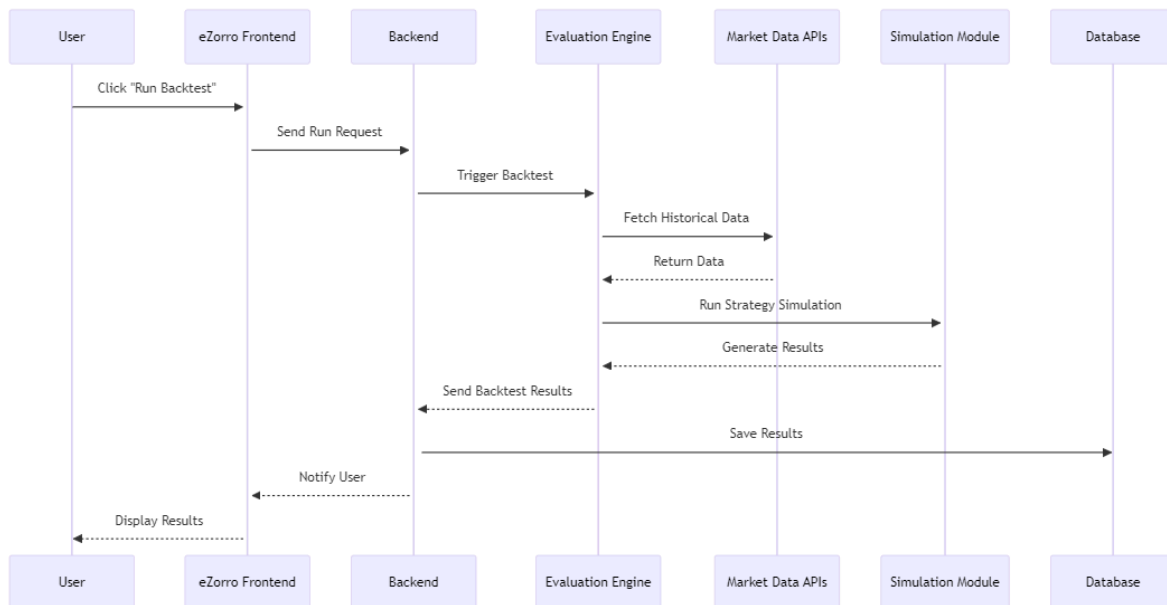 User
eZorro Frontend
Backend
Evaluation Engine
Market Data APIs
Simulation Module
Database
Click "Run Backtest"
Send Run Request
Trigger Backtest
Fetch Historical Data
Return Data
Run Strategy Simulation
Generate Results
Send Backtest Results
Save Results
Notify User
Display Results
User
eZorro Frontend
Backend
Evaluation Engine
Market Data APIs
Simulation Module
Database